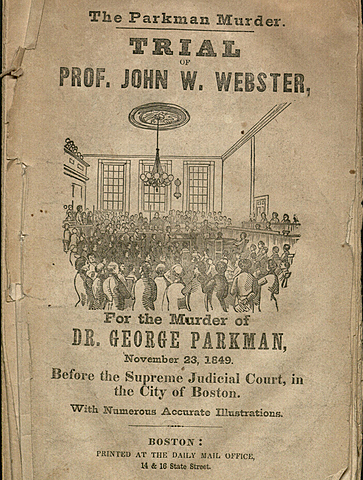 The Parkman Murder.
TRIAL
OF
PROF. JOHN W. WEBSTER,
For the Murder of
DR. GEORGE PARKMAN,
November 23, 1849.
Before the Supreme Judicial Court, in
the City of Boston.
With Numerous Accurate Illustrations.
BOSTON:
PRINTED AT THE DAILY MAIL OFFICE,
14 & 16 State Street.